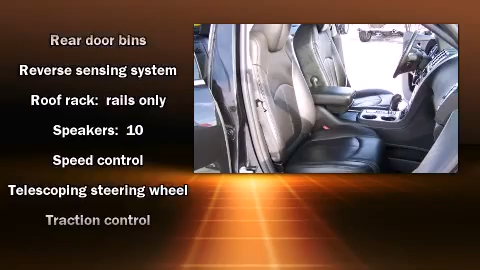 Rear door bins
Reverse sensing system
Roof rack:  rails only
Speakers:  10
Speed control
Telescoping steering wheel
Traction control